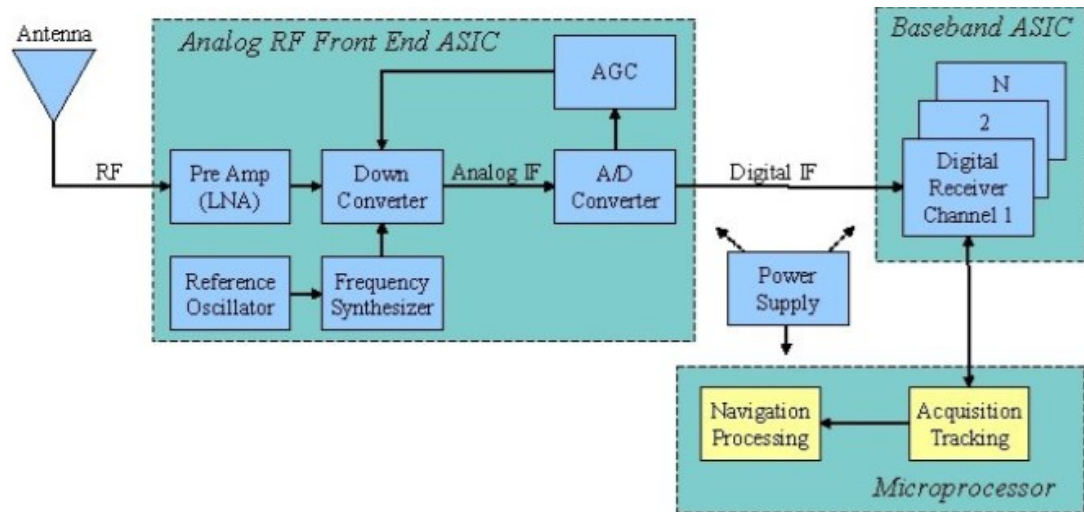 Antenna
Analog RF Front End ASIC
Baseband ASIC
AGC
N
2
RF
Pre Amp
(LNA)
Down
Converter
Analog IF
A/D
Converter
Digital IF
Digital
Receiver
Channel 1
Reference
Oscillator
Frequency
Synthesizer
Power
Supply
Navigation
Processing
Acquisition
Tracking
Microprocessor